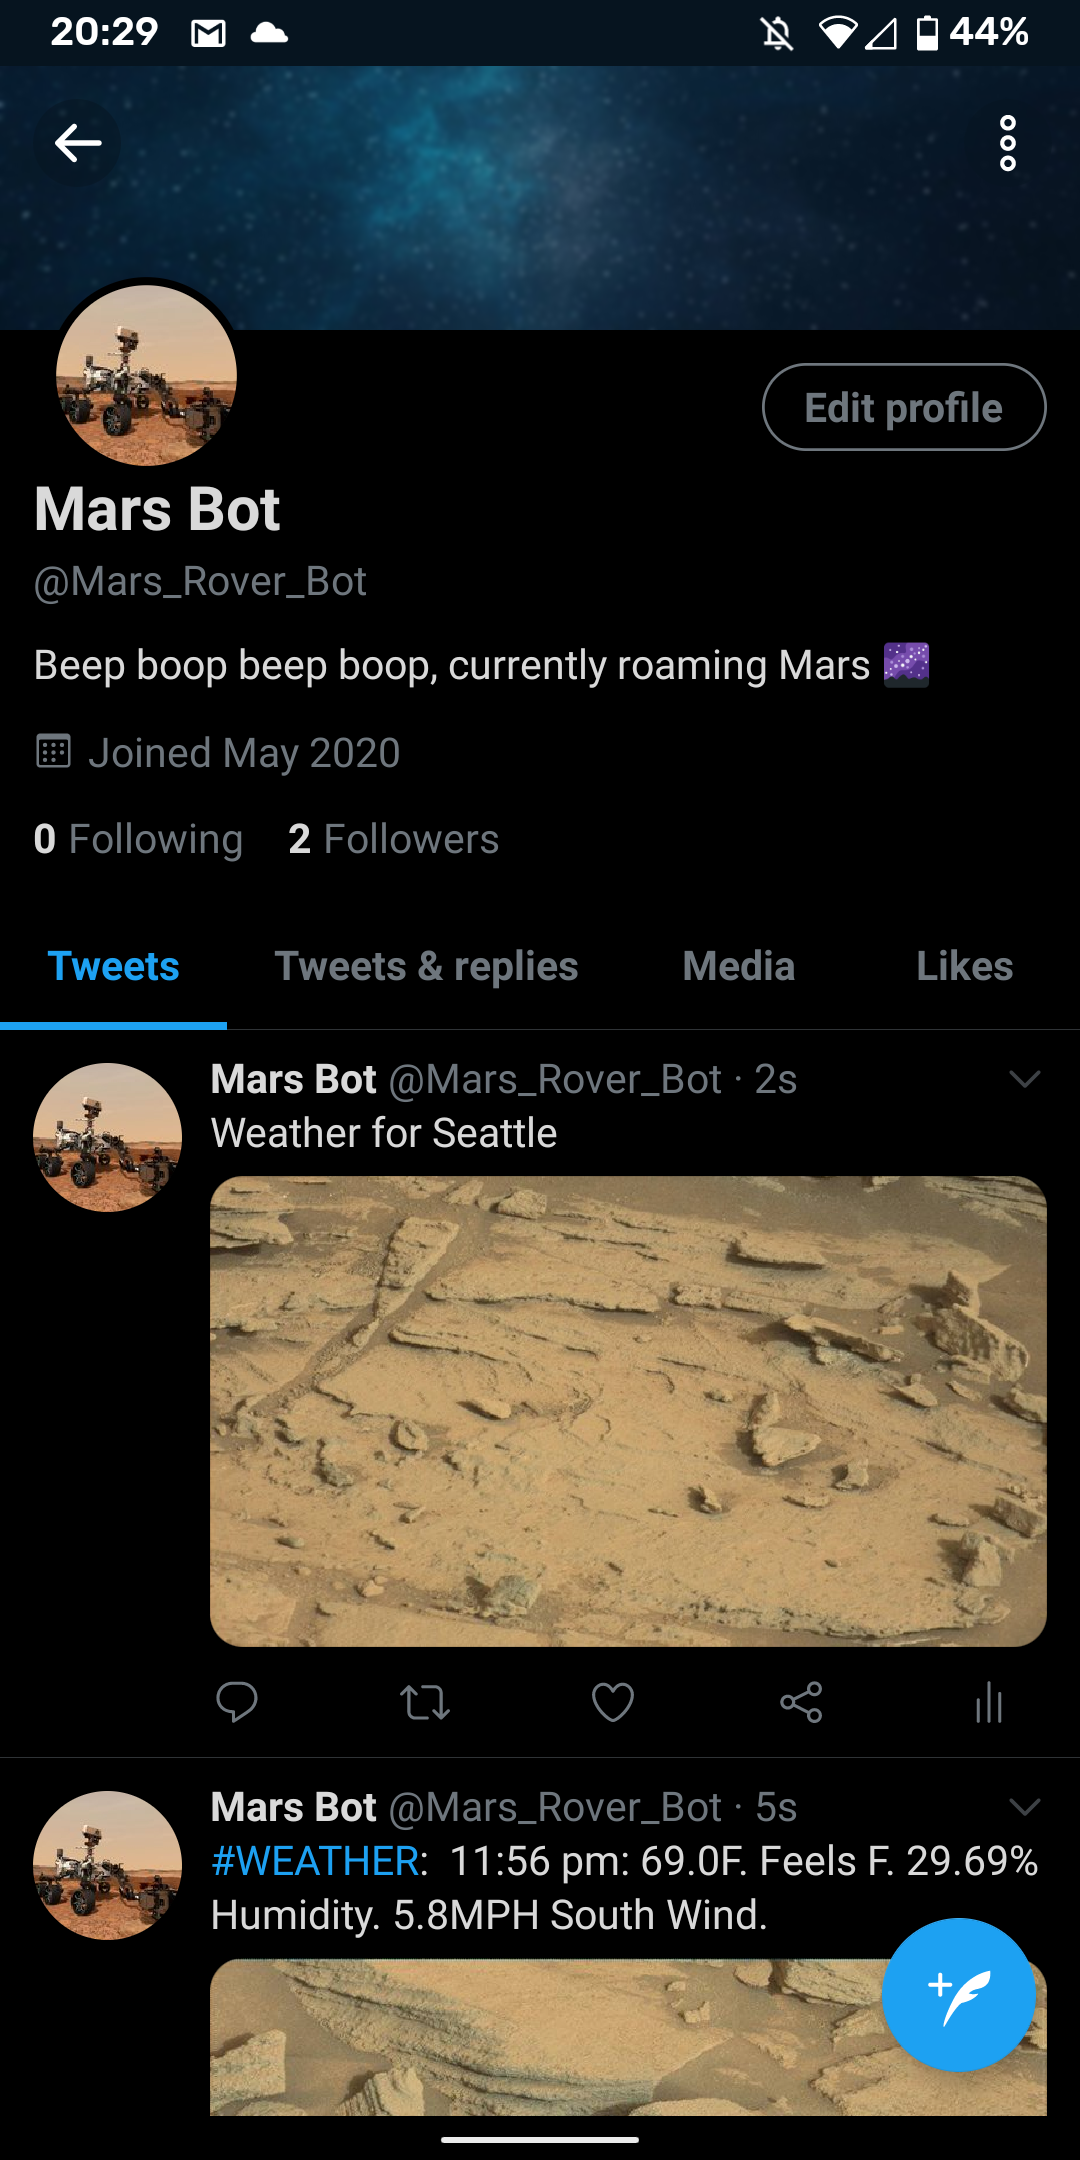 20:29
44%
Edit profile
Mars Bot
@Mars_Rover_Bot
Beep boop beep boop, currently roaming Mars 🌌
Joined May 2020
0 Following 2 Followers
Tweets Tweets & replies Media Likes
Mars Bot @Mars_Rover_Bot · 2s
Weather for Seattle
Mars Bot @Mars_Rover_Bot · 5s
#WEATHER:  11:56 pm: 69.0F. Feels F. 29.69%
Humidity. 5.8MPH South Wind.